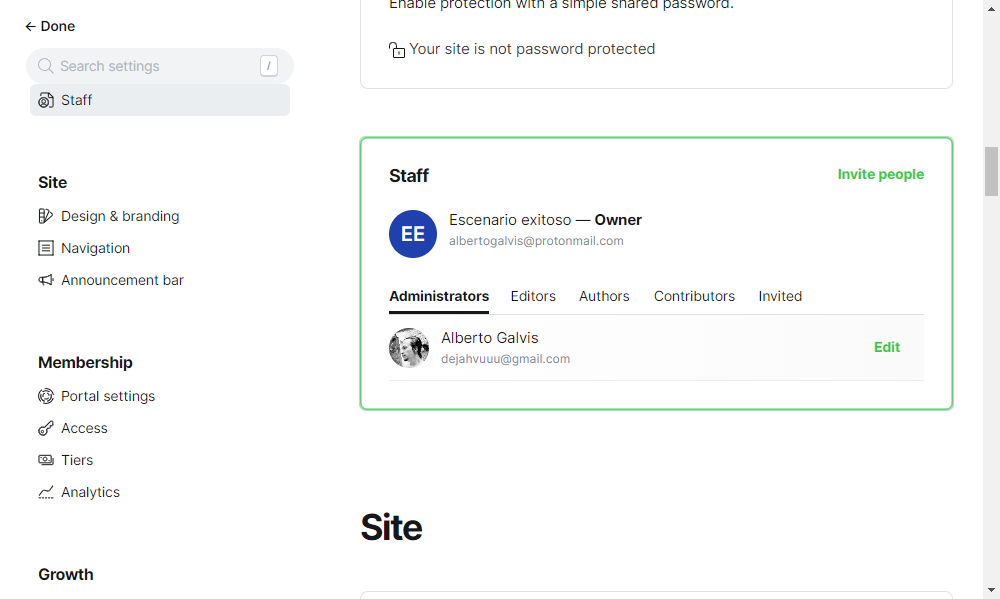 ← Done
Search settings /
Staff
Site
Design & branding
Navigation
Announcement bar
Membership
Portal settings
Access
Tiers
Analytics
Growth
Enable protection with a simple shared password.
Your site is not password protected
Staff
Invite people
EE
Escenario exitoso — Owner
albertogalvis@protonmail.com
Administrators Editors Authors Contributors Invited
Alberto Galvis
dejahvuuu@gmail.com
Edit
Site